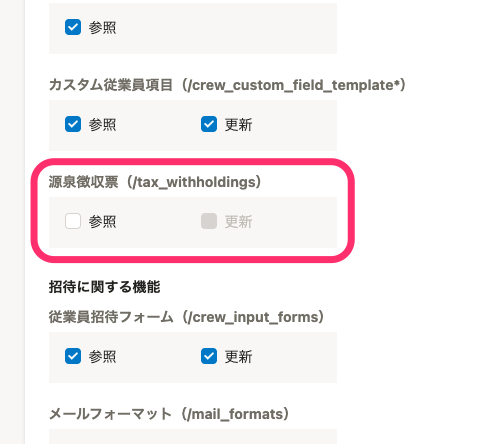 参照
カスタム従業員項目（/crew_custom_field_template*）
参照 更新
源泉徴収票（/tax_withholdings）
参照 更新
招待に関する機能
従業員招待フォーム（/crew_input_forms）
参照 更新
メールフォーマット（/mail_formats）